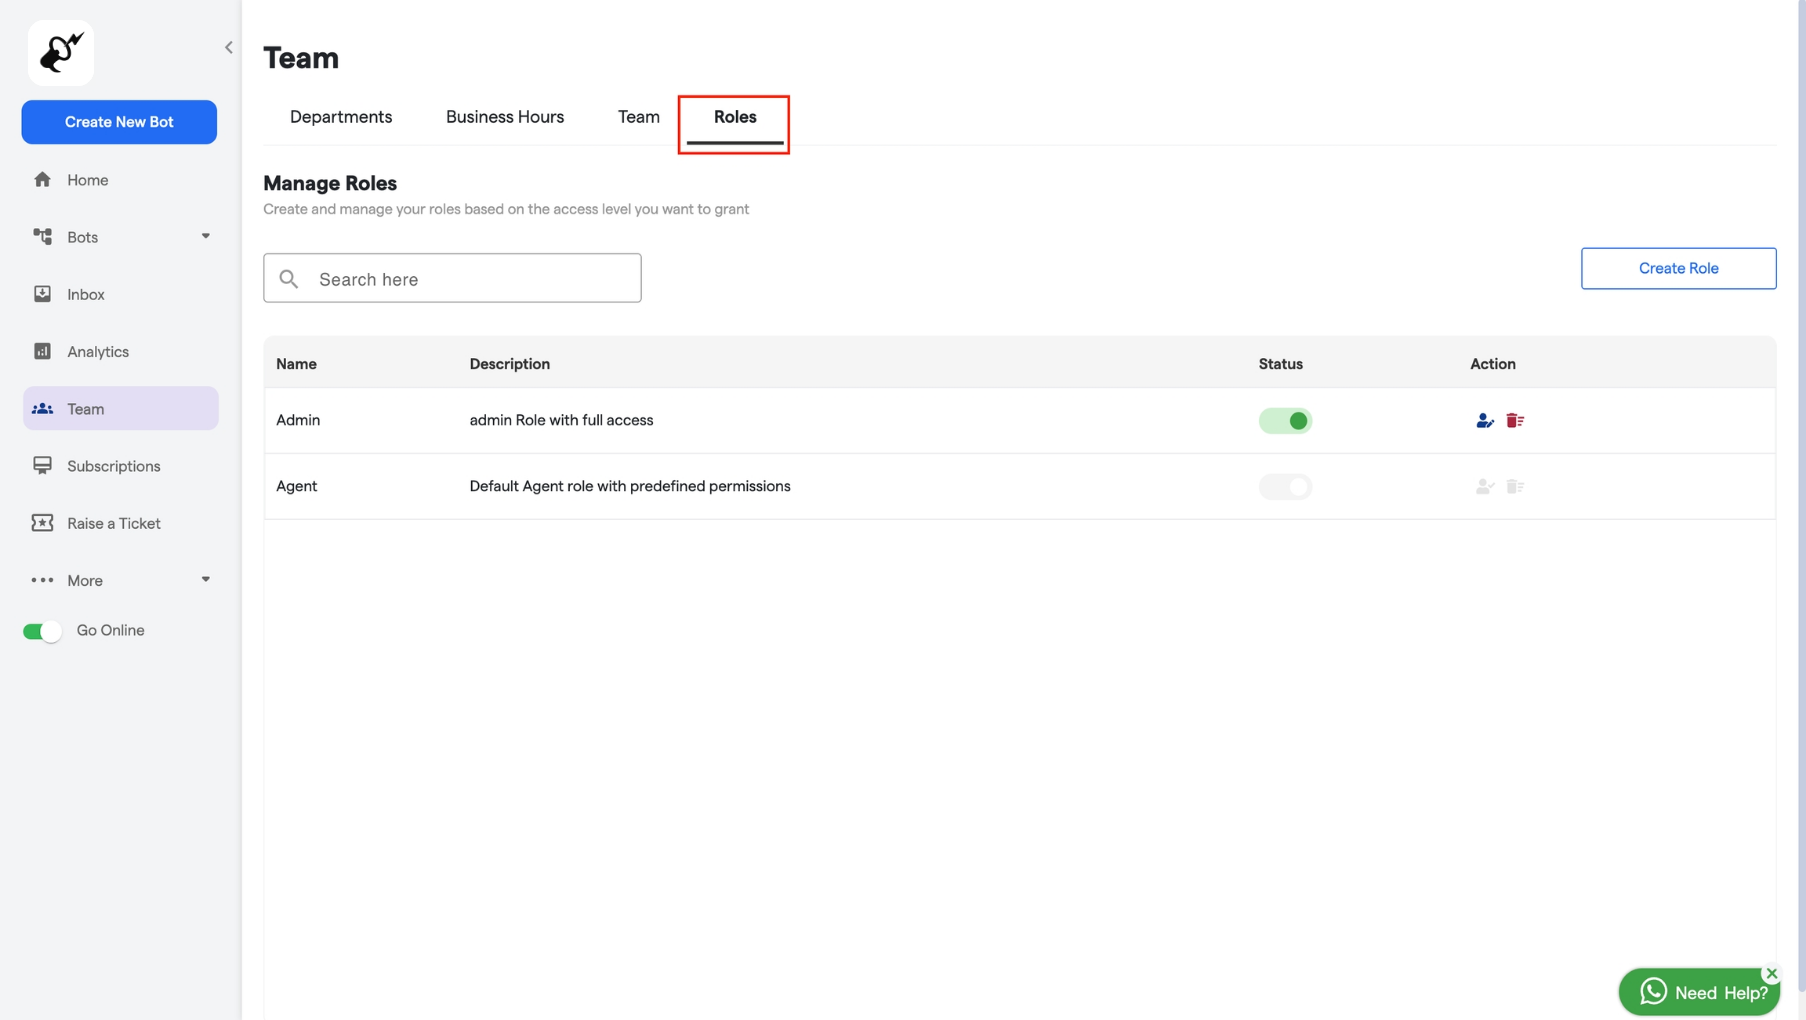 Team
Create New Bot
Departments Business Hours Team Roles
Home
Manage Roles
Create and manage your roles based on the access level you want to grant
Bots
Search here
Create Role
Inbox
Analytics
Name Description Status Action
Team
Admin admin Role with full access
Subscriptions
Agent Default Agent role with predefined permissions
Raise a Ticket
More
Go Online
Need Help?